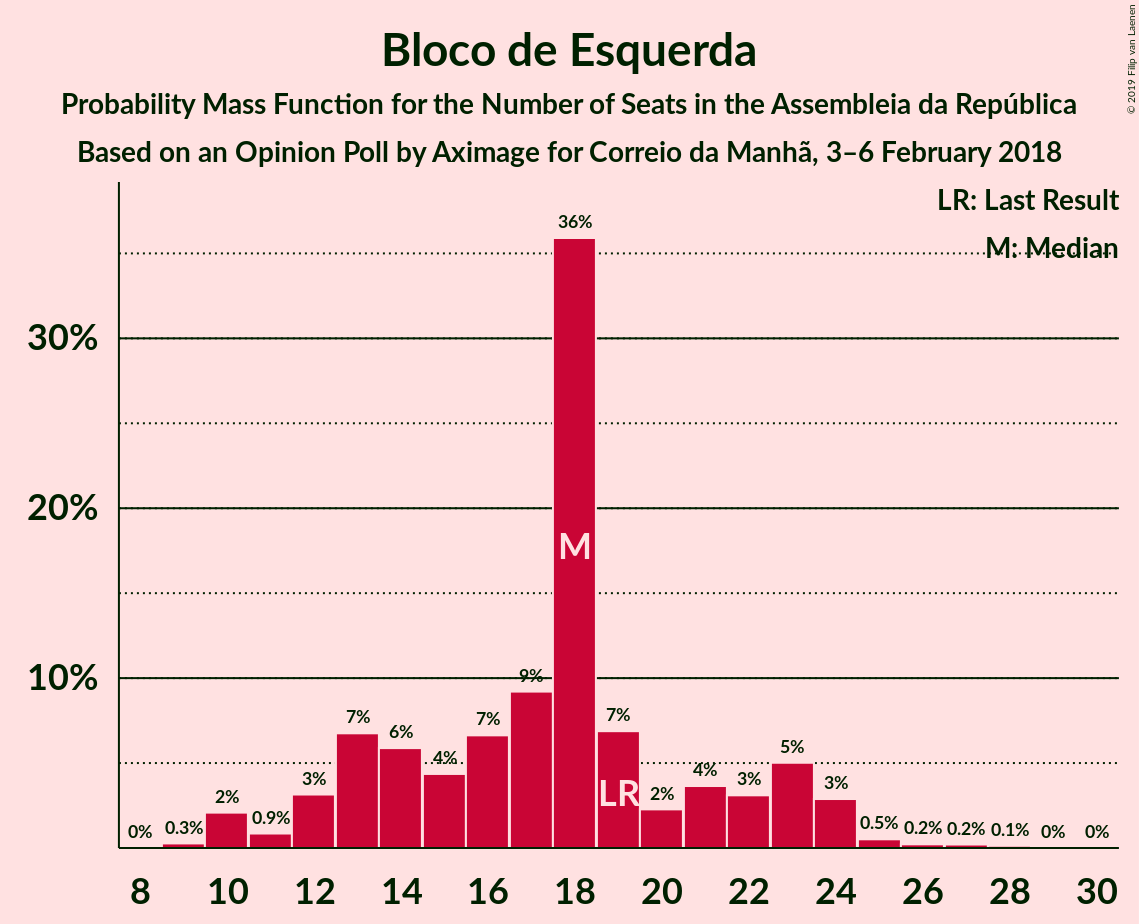 Bloco de Esquerda
Probability Mass Function for the Number of Seats in the Assembleia da República
Based on an Opinion Poll by Aximage for Correio da Manhã, 3–6 February 2018
© 2019 Filip van Laenen
LR: Last Result
M: Median
30%
20%
10%
0%
0.3%
2%
0.9%
3%
7%
6%
4%
7%
9%
36%
7%
2%
4%
3%
5%
3%
0.5%
0.2%
0.2%
0.1%
0%
0%
M
LR
8 10 12 14 16 18 20 22 24 26 28 30